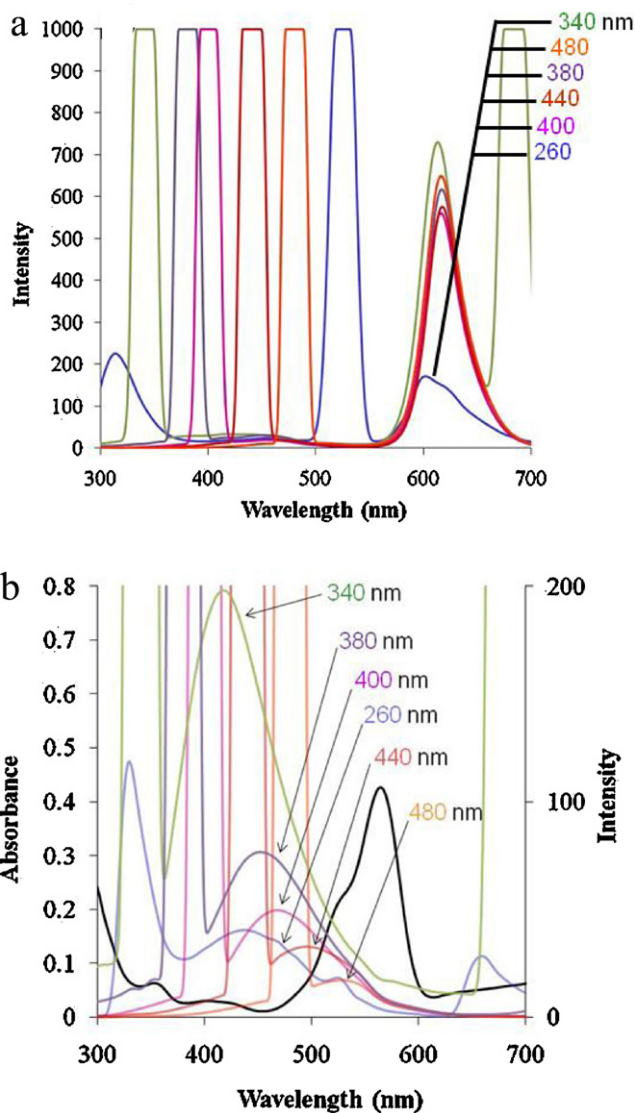 a
340 nm
480
380
440
400
260
1000
900
800
700
600
500
400
300
200
100
0
Intensity
300 400 500 600 700
Wavelength (nm)
b
0.8
0.7
0.6
0.5
0.4
0.3
0.2
0.1
0
Absorbance
200
100
0
Intensity
340 nm
380 nm
400 nm
260 nm
440 nm
480 nm
300 400 500 600 700
Wavelength (nm)